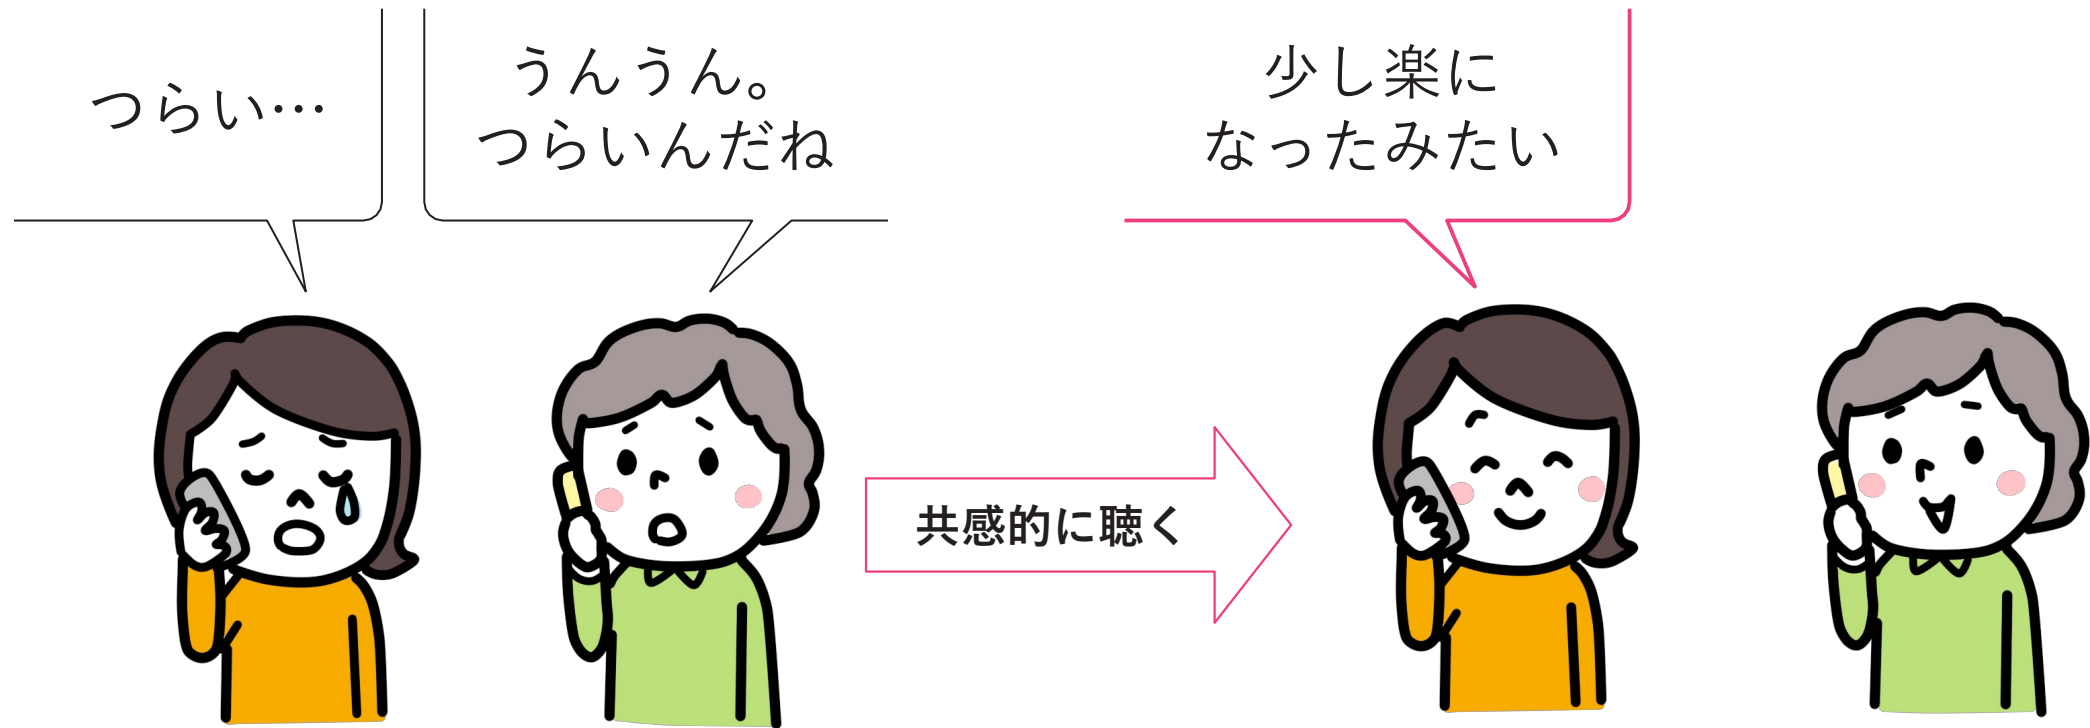 つらい…
うんうん。
つらいんだね
少し楽に
なったみたい
共感的に聴く